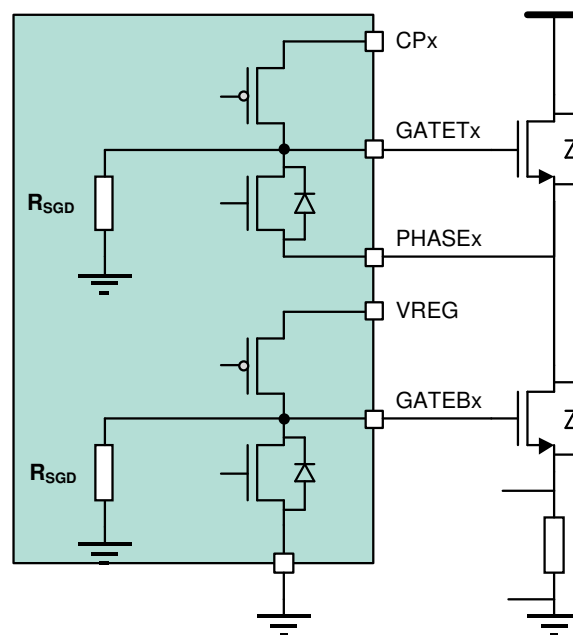 CPx
GATETx
RSGD
PHASEx
VREG
GATEBx
RSGD